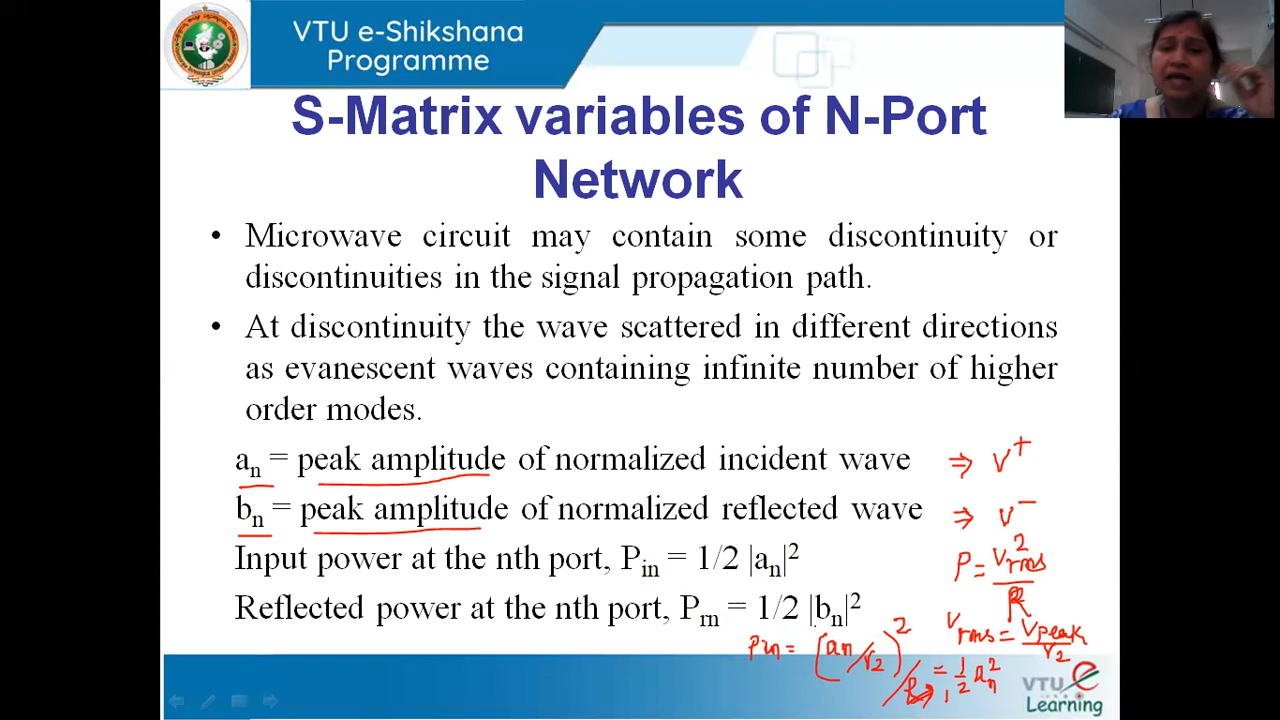 VTU e-Shikshana
Programme
S-Matrix variables of N-Port
Network
• Microwave circuit may contain some discontinuity or
discontinuities in the signal propagation path.
• At discontinuity the wave scattered in different directions
as evanescent waves containing infinite number of higher
order modes.
aₙ = peak amplitude of normalized incident wave ⇒ V⁺
bₙ = peak amplitude of normalized reflected wave ⇒ V⁻
Input power at the nth port, Pᵢₙ = 1/2 |aₙ|²
P = V²rms / R
Reflected power at the nth port, Pᵣₙ = 1/2 |bₙ|²
Vrms = Vpeak/√2
Pin = (an/√2)² / = 1/2 an²
VTU e
Learning